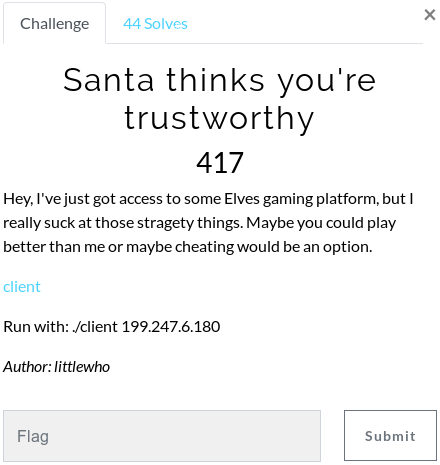 Challenge
44 Solves
×
Santa thinks you're
trustworthy
417
Hey, I've just got access to some Elves gaming platform, but I
really suck at those stragety things. Maybe you could play
better than me or maybe cheating would be an option.
client
Run with: ./client 199.247.6.180
Author: littlewho
Flag
Submit